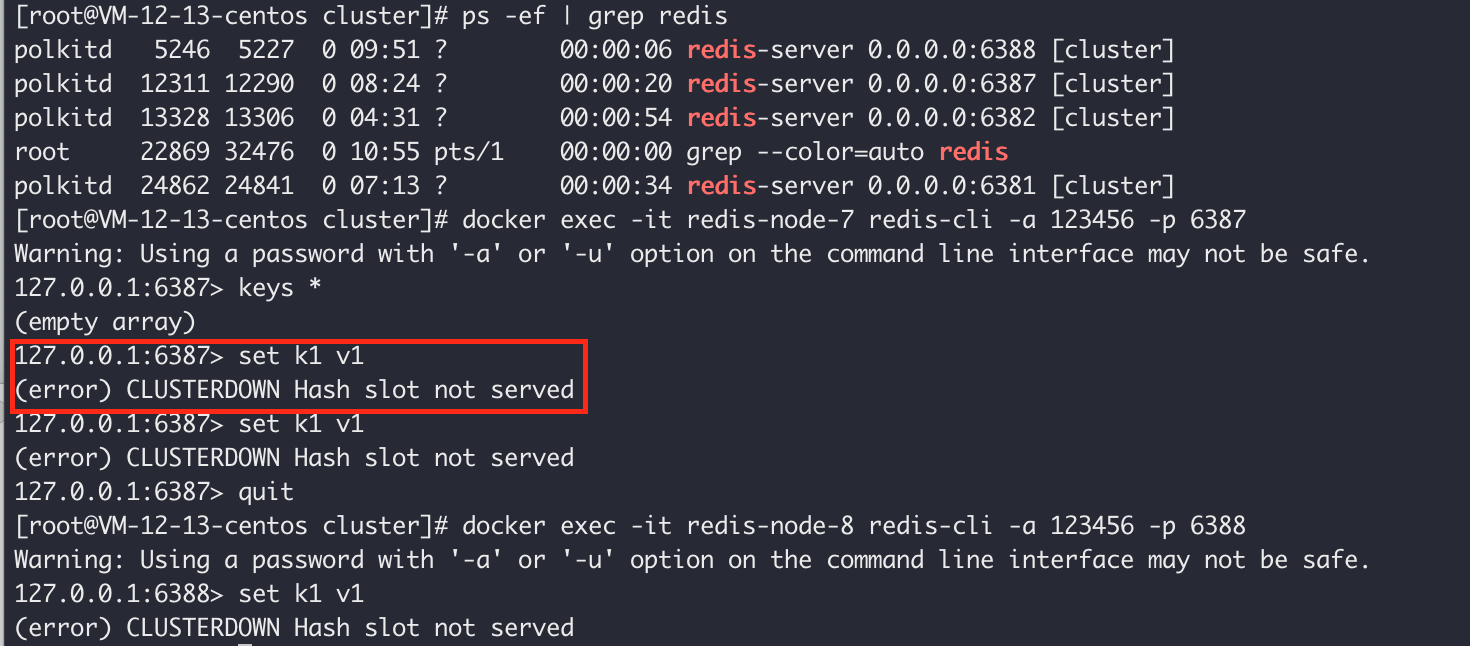 [root@VM-12-13-centos cluster]# ps -ef | grep redis
polkitd   5246  5227  0 09:51 ?        00:00:06 redis-server 0.0.0.0:6388 [cluster]
polkitd  12311 12290  0 08:24 ?        00:00:20 redis-server 0.0.0.0:6387 [cluster]
polkitd  13328 13306  0 04:31 ?        00:00:54 redis-server 0.0.0.0:6382 [cluster]
root     22869 32476  0 10:55 pts/1    00:00:00 grep --color=auto redis
polkitd  24862 24841  0 07:13 ?        00:00:34 redis-server 0.0.0.0:6381 [cluster]
[root@VM-12-13-centos cluster]# docker exec -it redis-node-7 redis-cli -a 123456 -p 6387
Warning: Using a password with '-a' or '-u' option on the command line interface may not be safe.
127.0.0.1:6387> keys *
(empty array)
127.0.0.1:6387> set k1 v1
(error) CLUSTERDOWN Hash slot not served
127.0.0.1:6387> set k1 v1
(error) CLUSTERDOWN Hash slot not served
127.0.0.1:6387> quit
[root@VM-12-13-centos cluster]# docker exec -it redis-node-8 redis-cli -a 123456 -p 6388
Warning: Using a password with '-a' or '-u' option on the command line interface may not be safe.
127.0.0.1:6388> set k1 v1
(error) CLUSTERDOWN Hash slot not served